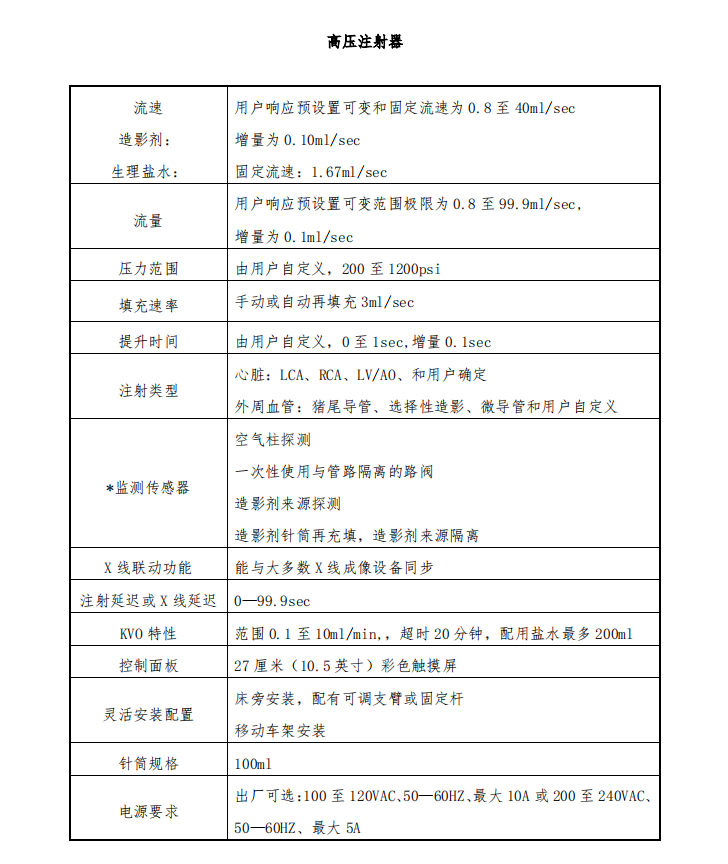 高压注射器
流速
用户响应预设置可变和固定流速为 0.8 至 40ml/sec
造影剂：
增量为 0.10ml/sec
生理盐水：
固定流速：1.67ml/sec
流量
用户响应预设置可变范围极限为 0.8 至 99.9ml/sec，
增量为 0.1ml/sec
压力范围
由用户自定义，200 至 1200psi
填充速率
手动或自动再填充 3ml/sec
提升时间
由用户自定义，0 至 1sec,增量 0.1sec
注射类型
心脏：LCA、RCA、LV/AO、和用户确定
外周血管：猪尾导管、选择性造影、微导管和用户自定义
*监测传感器
空气柱探测
一次性使用与管路隔离的路阀
造影剂来源探测
造影剂针筒再充填，造影剂来源隔离
X 线联动功能
能与大多数 X 线成像设备同步
注射延迟或 X 线延迟
0—99.9sec
KVO 特性
范围 0.1 至 10ml/min,，超时 20 分钟，配用盐水最多 200ml
控制面板
27 厘米（10.5 英寸）彩色触摸屏
灵活安装配置
床旁安装，配有可调支臂或固定杆
移动车架安装
针筒规格
100ml
电源要求
出厂可选:100 至 120VAC、50—60HZ、最大 10A 或 200 至 240VAC、
50—60HZ、最大 5A